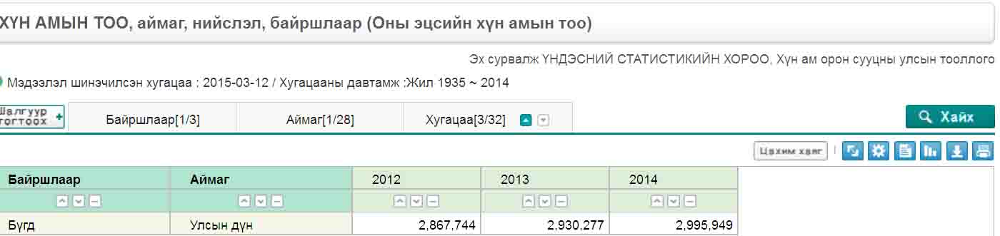 ХҮН АМЫН ТОО, аймаг, нийслэл, байршлаар (Оны эцсийн хүн амын тоо)
Эх сурвалж ҮНДЭСНИЙ СТАТИСТИКИЙН ХОРОО, Хүн ам орон сууцны улсын тооллого
Мэдээлэл шинэчилсэн хугацаа : 2015-03-12 / Хугацааны давтамж :Жил 1935 ~ 2014
Шалгуур тогтоох + Байршлаар[1/3] Аймаг[1/28] Хугацаа[3/32] Хайх
Цахим хаяг
Байршлаар Аймаг 2012 2013 2014
Бүгд Улсын дүн 2,867,744 2,930,277 2,995,949